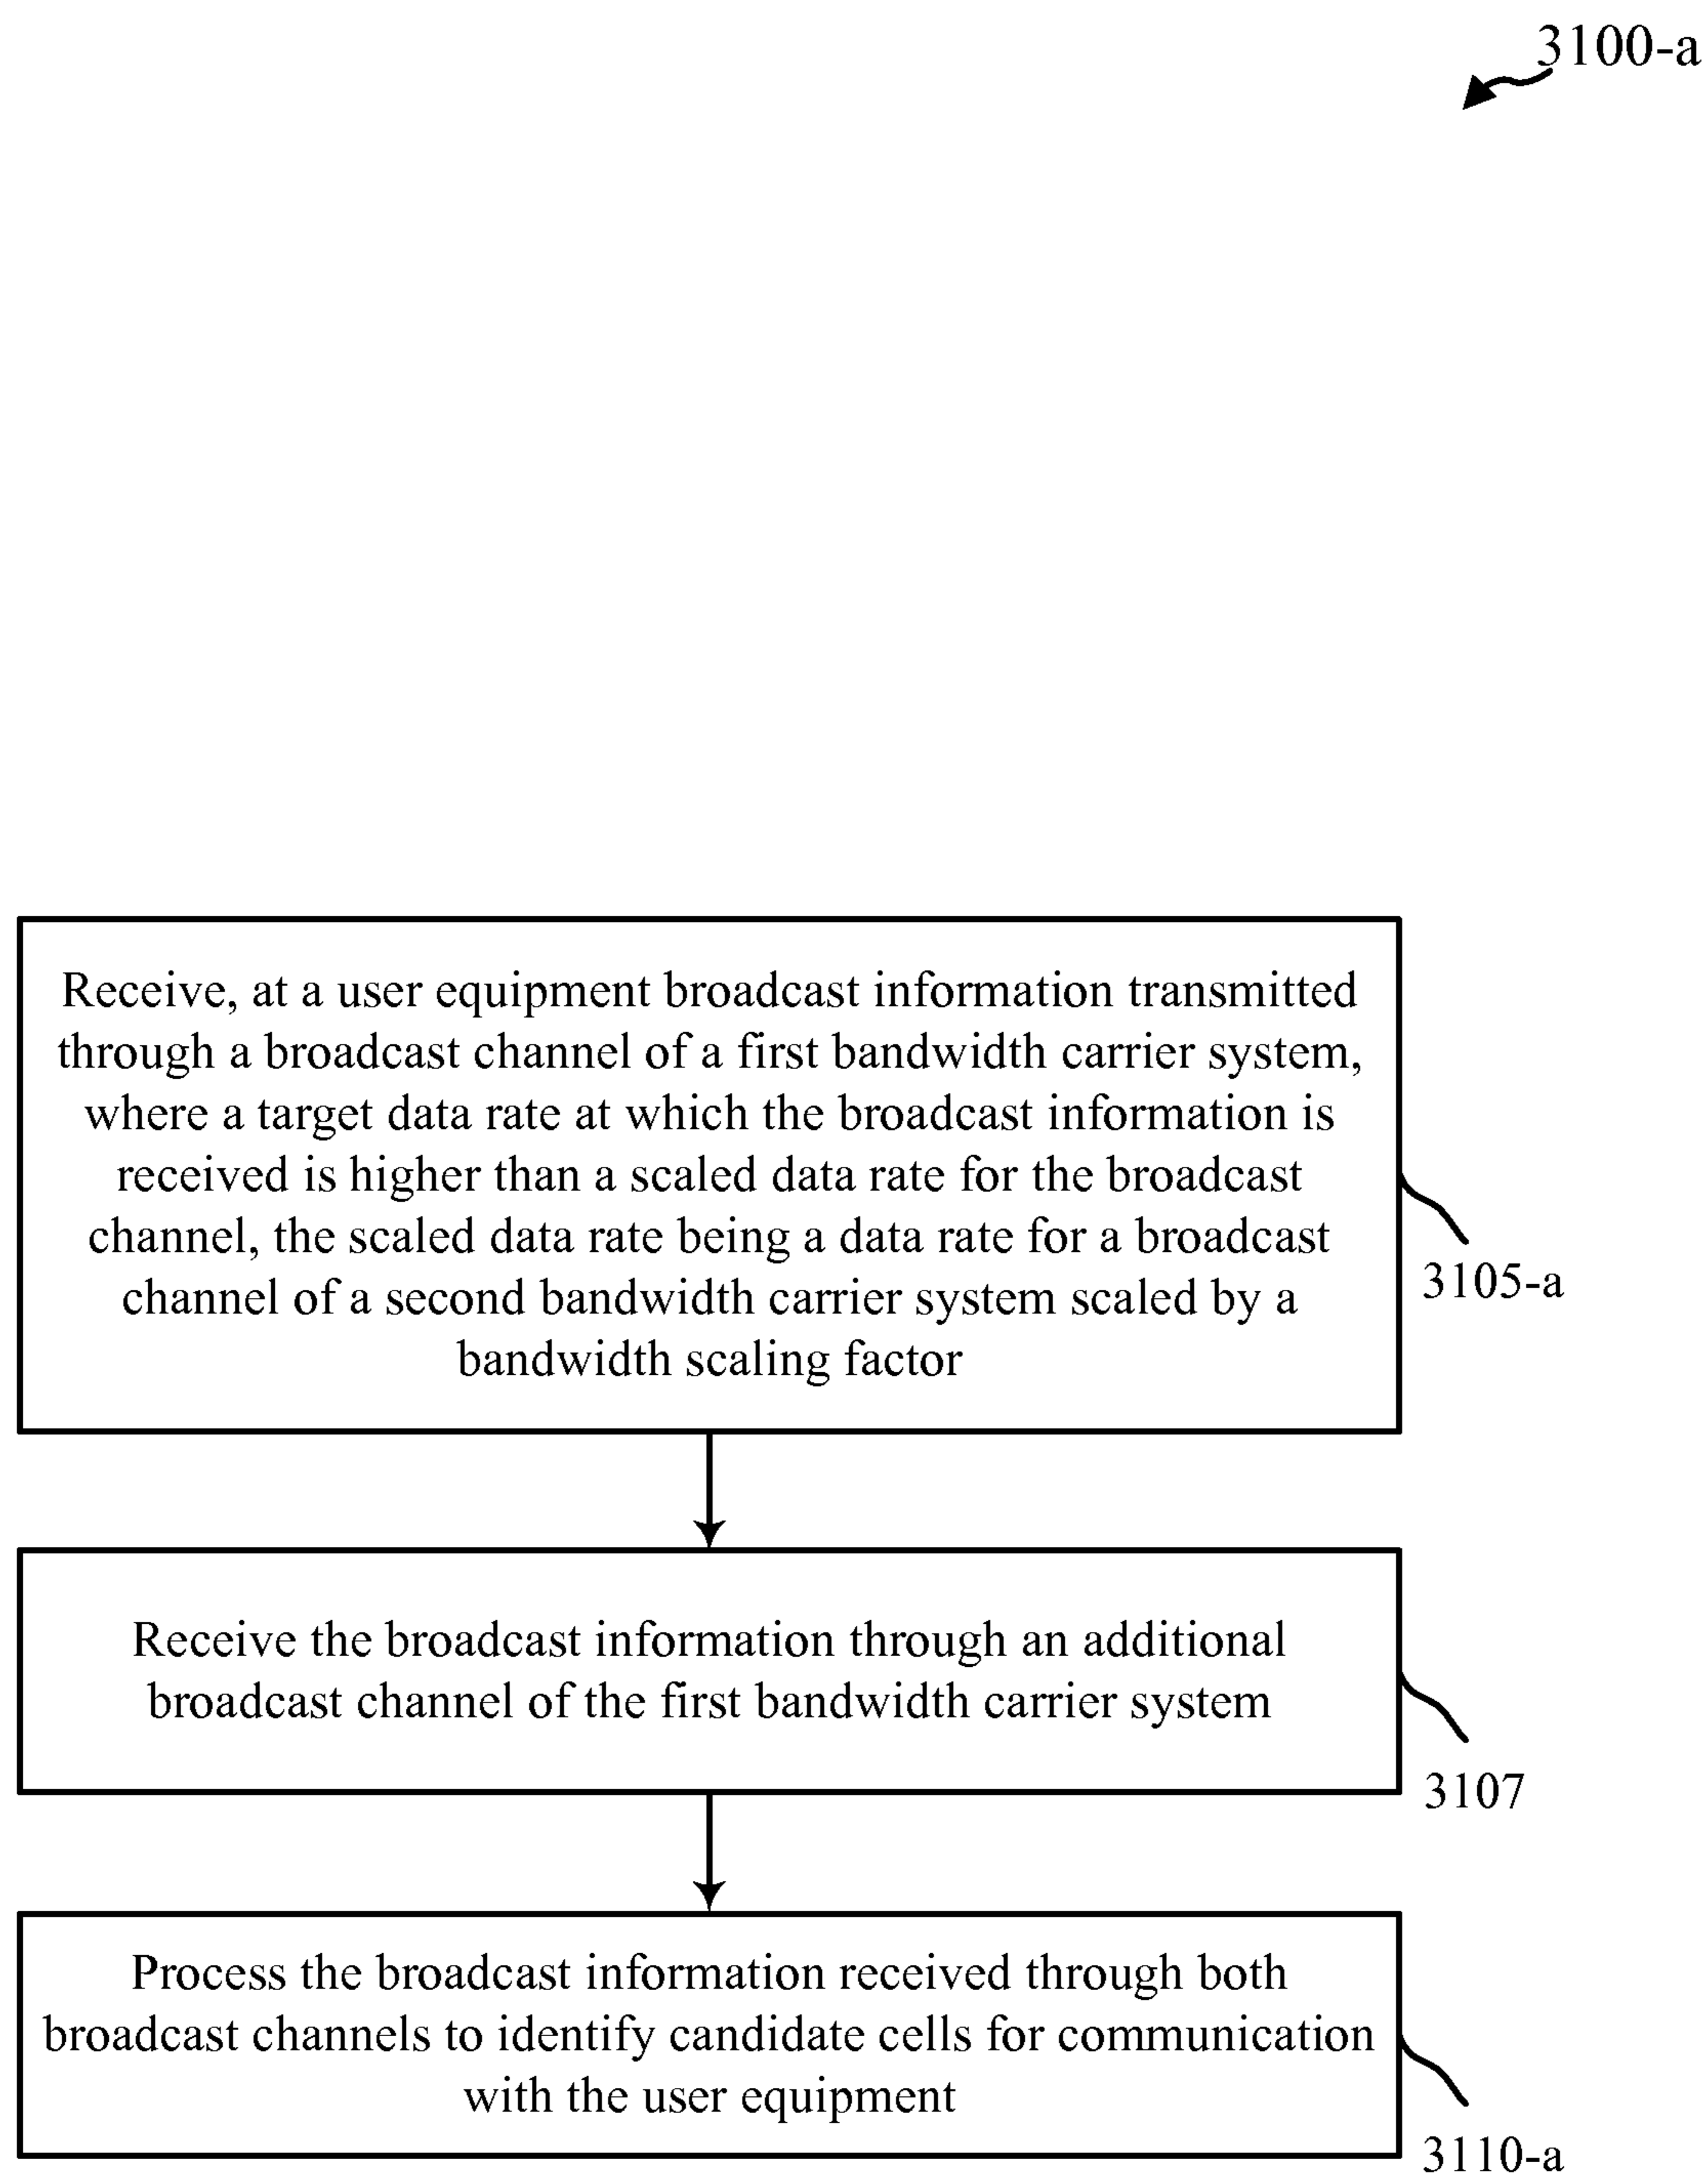 3100-a
Receive, at a user equipment broadcast information transmitted
through a broadcast channel of a first bandwidth carrier system,
where a target data rate at which the broadcast information is
received is higher than a scaled data rate for the broadcast
channel, the scaled data rate being a data rate for a broadcast
channel of a second bandwidth carrier system scaled by a
bandwidth scaling factor
3105-a
Receive the broadcast information through an additional
broadcast channel of the first bandwidth carrier system
3107
Process the broadcast information received through both
broadcast channels to identify candidate cells for communication
with the user equipment
3110-a